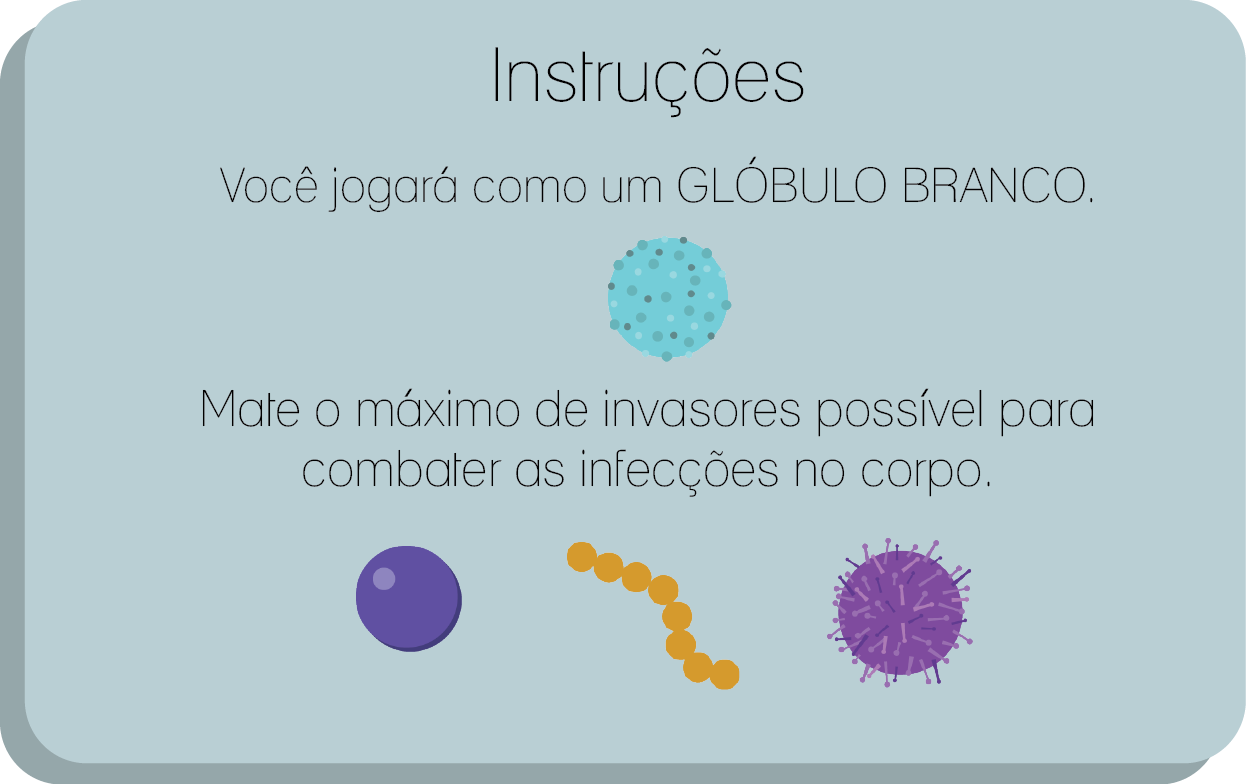 Instruções
Você jogará como um GLÓBULO BRANCO.
Mate o máximo de invasores possível para
combater as infecções no corpo.